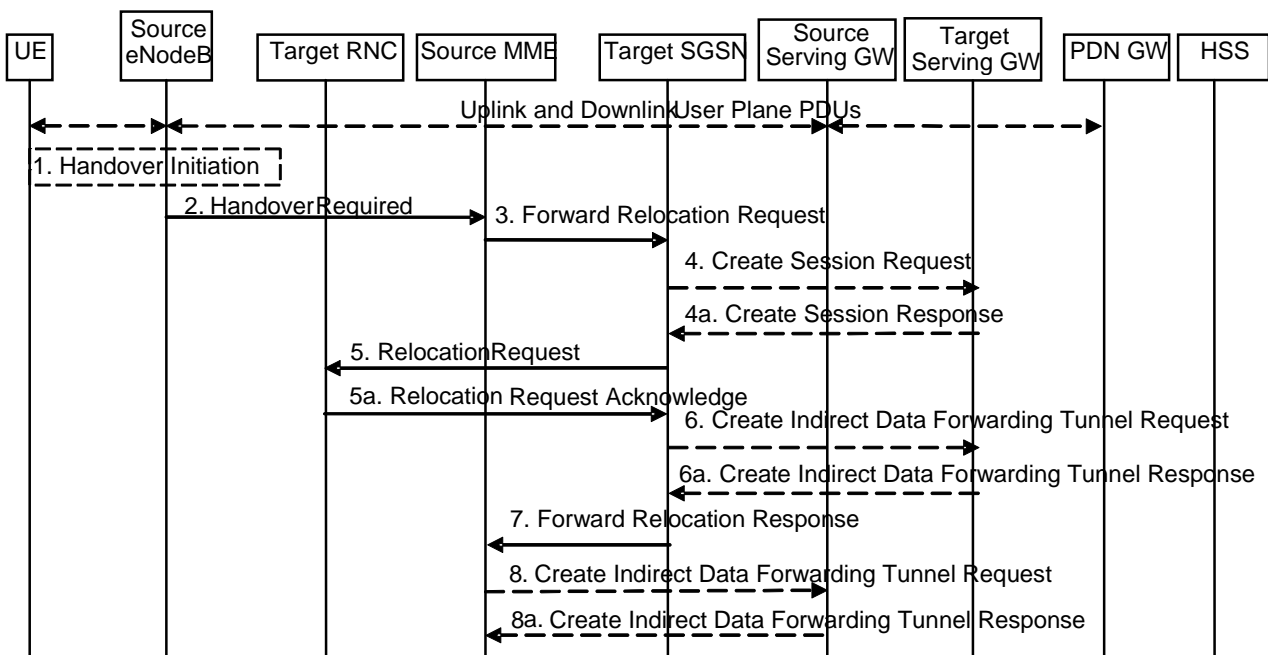 UE
Source
eNodeB
Target RNC
Source MME
Target SGSN
Source
Serving GW
Target
Serving GW
PDN GW
HSS
Uplink and Downlink User Plane PDUs
1. Handover Initiation
2. Handover Required
3. Forward Relocation Request
4. Create Session Request
4a. Create Session Response
5. Relocation Request
5a. Relocation Request Acknowledge
6. Create Indirect Data Forwarding Tunnel Request
6a. Create Indirect Data Forwarding Tunnel Response
7. Forward Relocation Response
8. Create Indirect Data Forwarding Tunnel Request
8a. Create Indirect Data Forwarding Tunnel Response